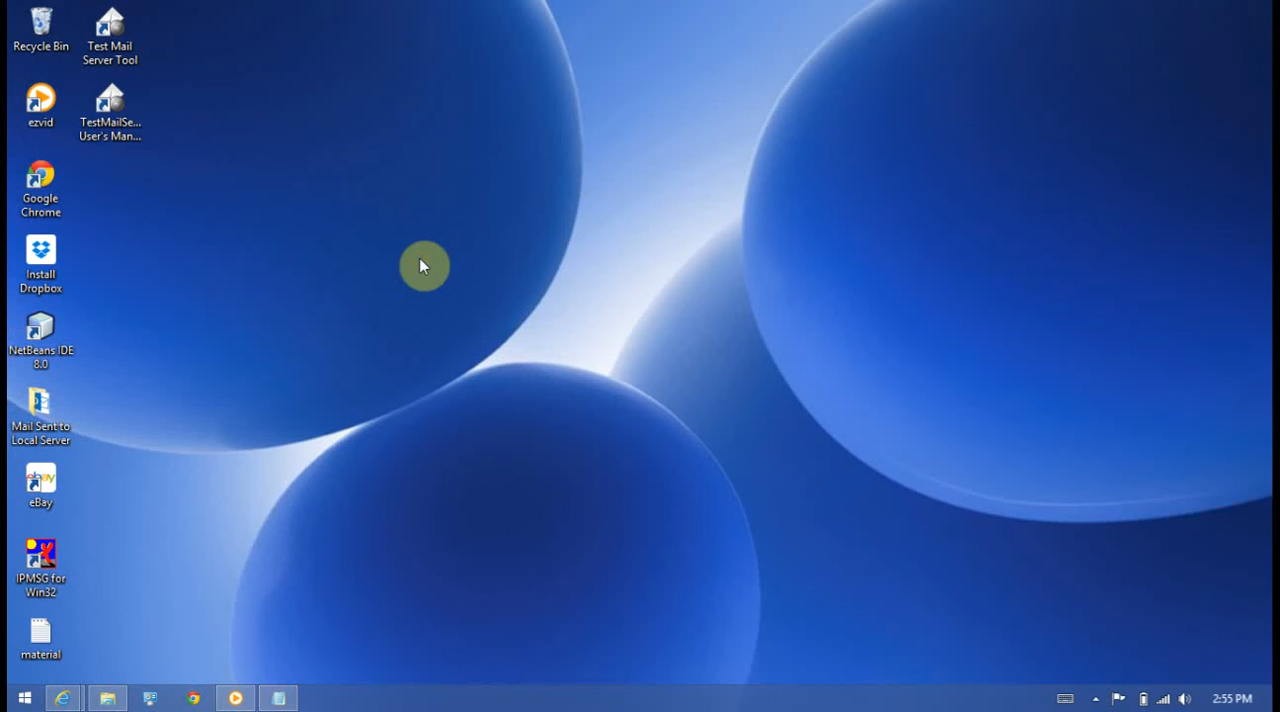 Recycle Bin
Test Mail
Server Tool
ezvid
TestMailSe...
User's Man...
Google
Chrome
Install
Dropbox
NetBeans IDE
8.0
Mail Sent to
Local Server
ebay
eBay
IPMSG for
Win32
material
2:55 PM